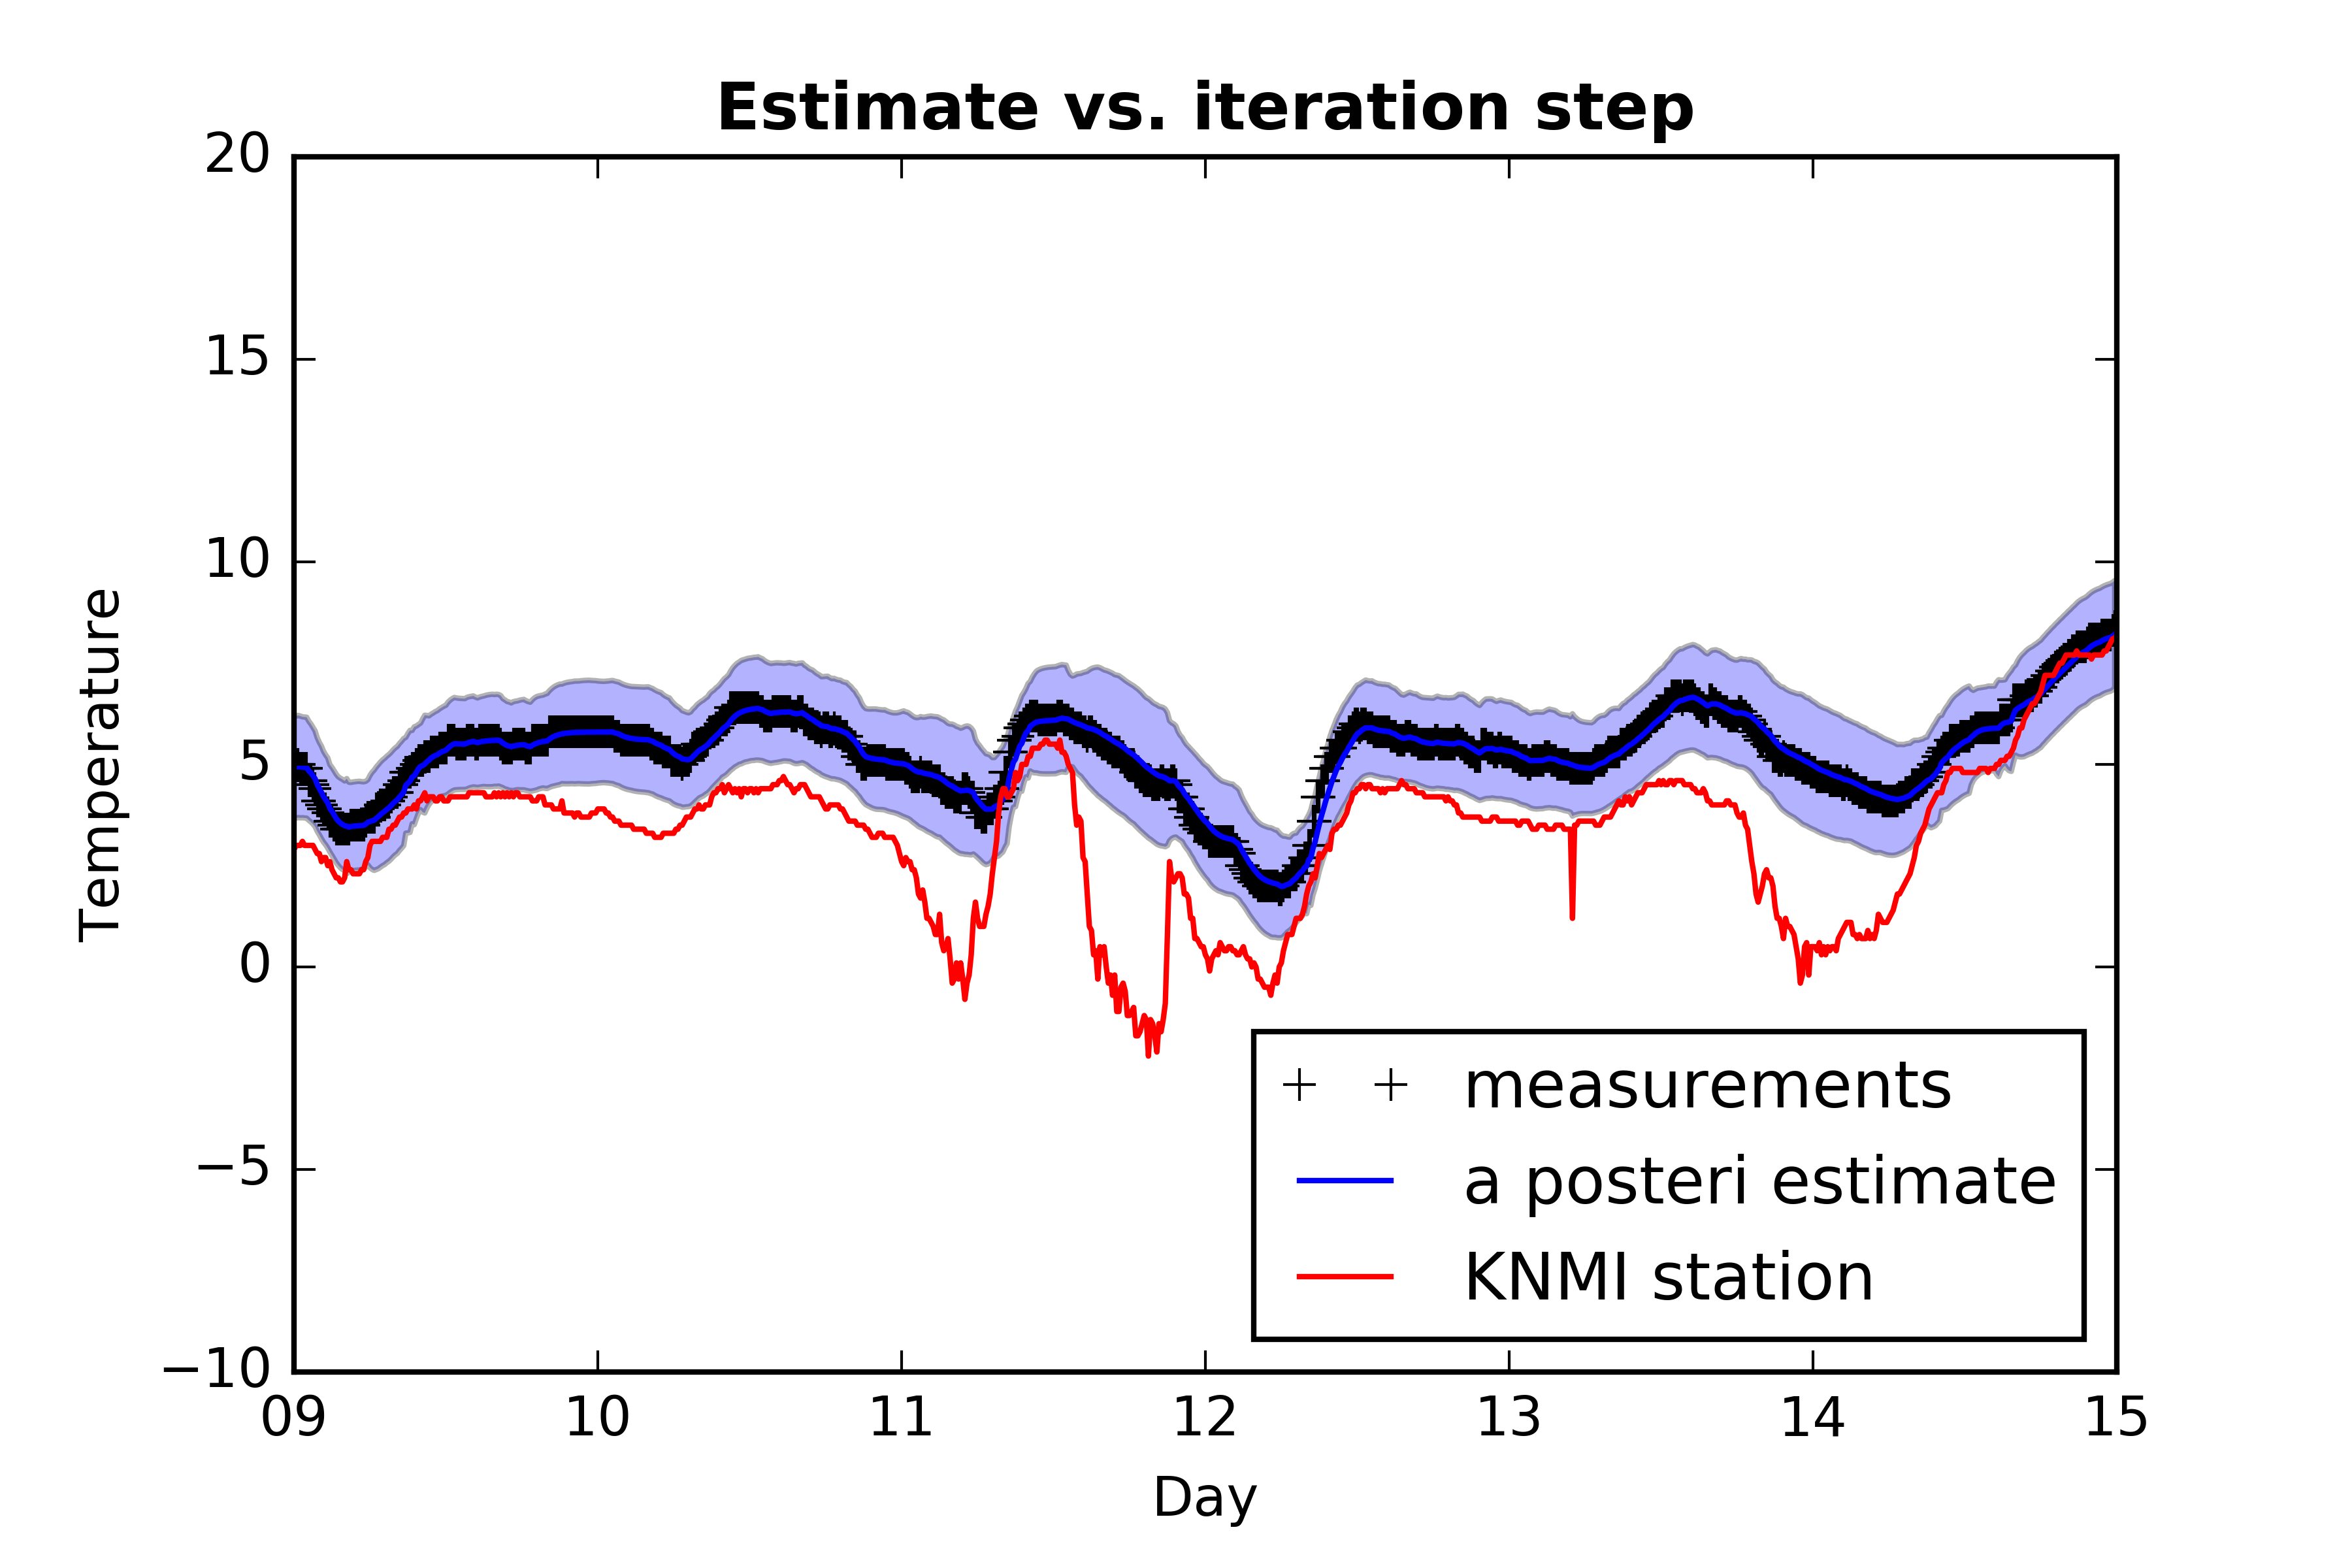 Estimate vs. iteration step
20
15
10
5
0
−5
−10
Temperature
measurements
a posteri estimate
KNMI station
09 10 11 12 13 14 15
Day